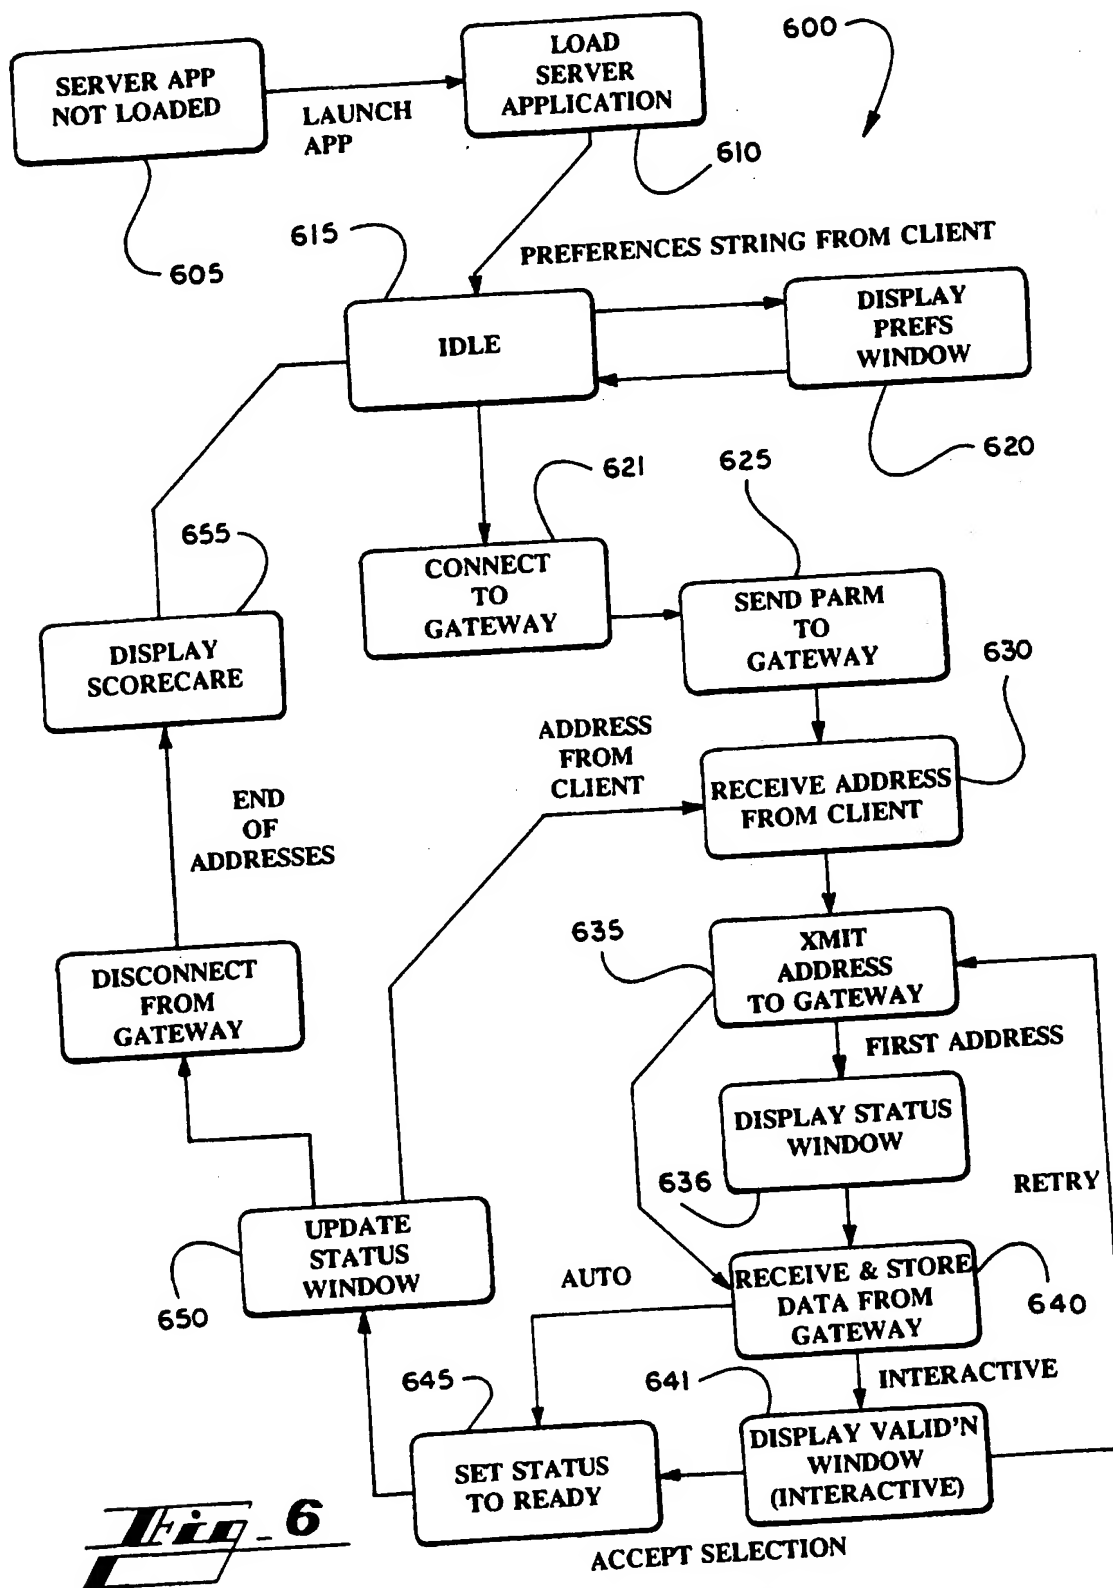 600
SERVER APP
NOT LOADED
LAUNCH
APP
LOAD
SERVER
APPLICATION
610
605
615
PREFERENCES STRING FROM CLIENT
IDLE
DISPLAY
PREFS
WINDOW
620
621
625
655
CONNECT
TO
GATEWAY
SEND PARM
TO
GATEWAY
630
DISPLAY
SCORECARE
ADDRESS
FROM
CLIENT
RECEIVE ADDRESS
FROM CLIENT
END
OF
ADDRESSES
635
XMIT
ADDRESS
TO GATEWAY
DISCONNECT
FROM
GATEWAY
FIRST ADDRESS
DISPLAY STATUS
WINDOW
636
RETRY
UPDATE
STATUS
WINDOW
650
AUTO
RECEIVE & STORE
DATA FROM
GATEWAY
640
INTERACTIVE
645
641
SET STATUS
TO READY
DISPLAY VALID'N
WINDOW
(INTERACTIVE)
ACCEPT SELECTION
Fig_6